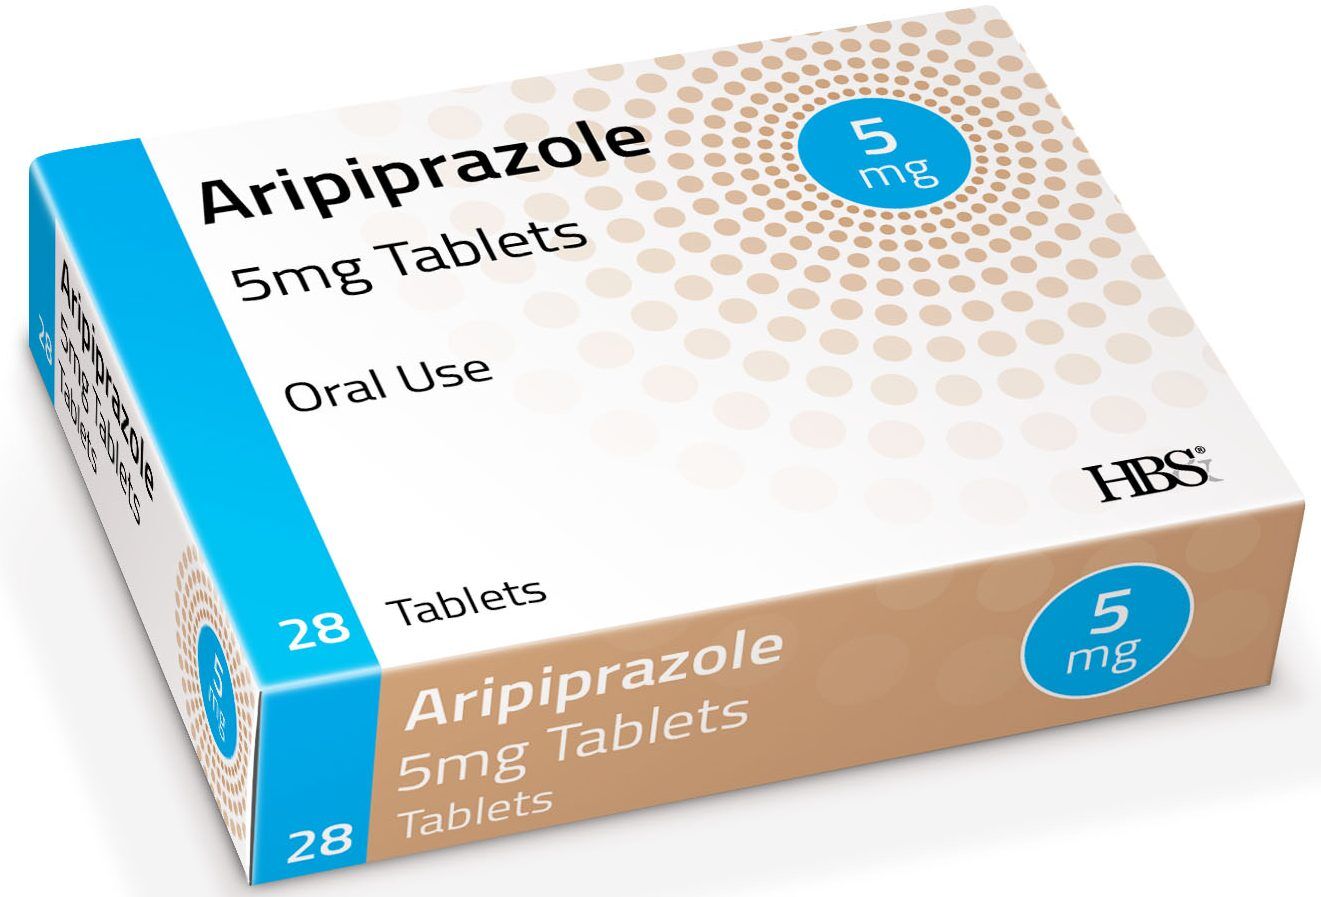 Aripiprazole
5mg Tablets
Oral Use
28 Tablets
5
mg
HBS®
Aripiprazole
5mg Tablets
Tablets
28
5
mg
Aripiprazole
5mg Tablets
Tablets
28
5
mg